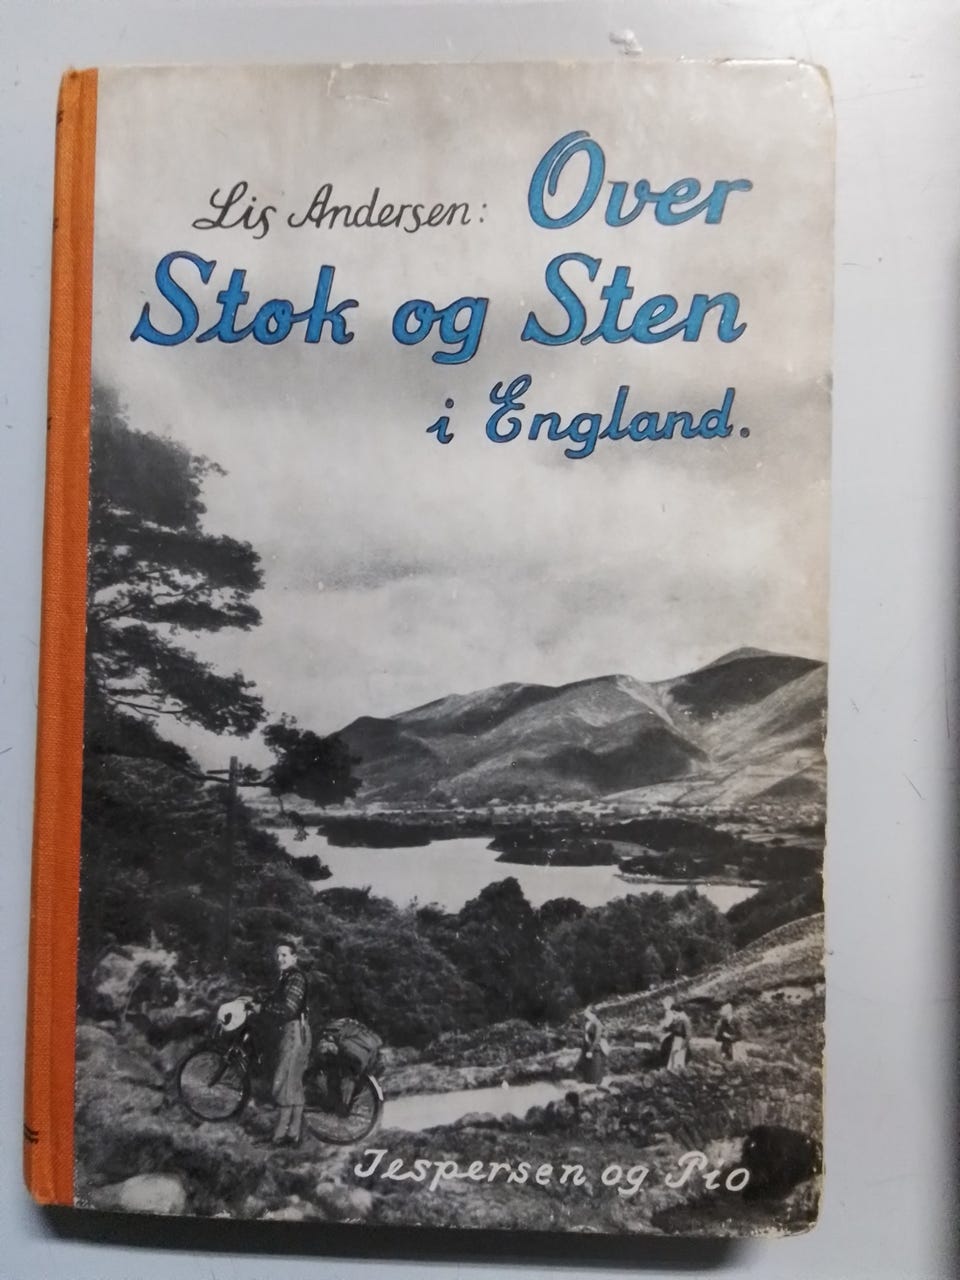 Lis Andersen: Over
Stok og Sten
i England.
Jespersen og Pio